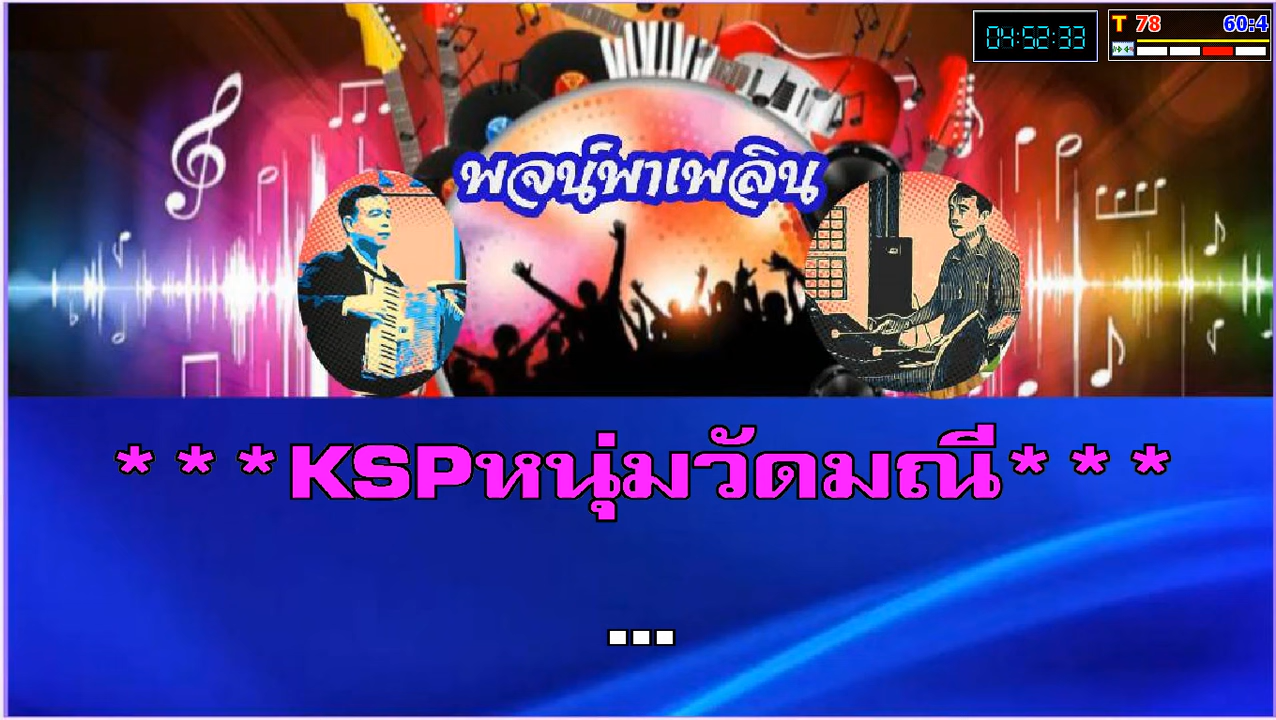 04:52:33
T 78 60:4
พจน์พาเพลิน
* * * KSPหนุ่มวัดมณี* * *
...